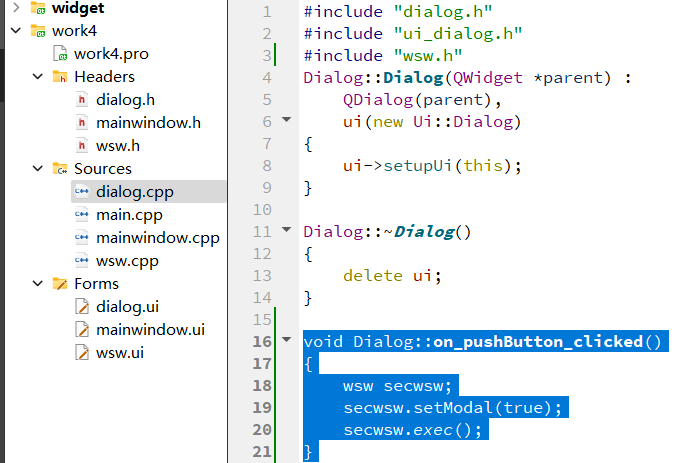 widget
work4
work4.pro
Headers
dialog.h
mainwindow.h
wsw.h
Sources
dialog.cpp
main.cpp
mainwindow.cpp
wsw.cpp
Forms
dialog.ui
mainwindow.ui
wsw.ui
1 #include "dialog.h"
2 #include "ui_dialog.h"
3 #include "wsw.h"
4 Dialog::Dialog(QWidget *parent) :
5     QDialog(parent),
6     ui(new Ui::Dialog)
7 {
8     ui->setupUi(this);
9 }
10
11 Dialog::~Dialog()
12 {
13     delete ui;
14 }
15
16 void Dialog::on_pushButton_clicked()
17 {
18     wsw secwsw;
19     secwsw.setModal(true);
20     secwsw.exec();
21 }